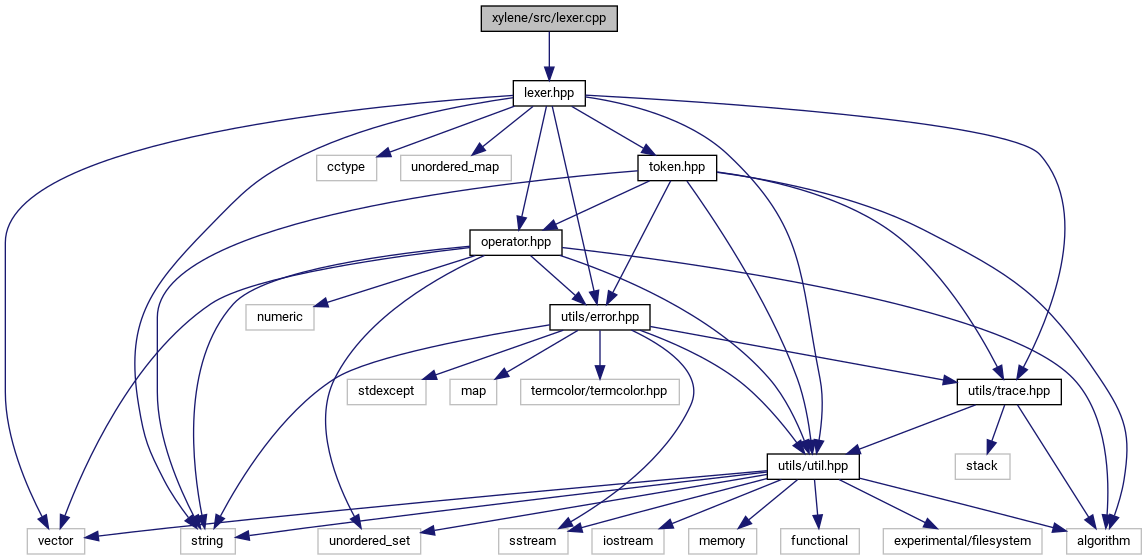 xylene/src/lexer.cpp
lexer.hpp
cctype
unordered_map
token.hpp
operator.hpp
numeric
utils/error.hpp
stdexcept
map
termcolor/termcolor.hpp
utils/trace.hpp
utils/util.hpp
stack
vector
string
unordered_set
sstream
iostream
memory
functional
experimental/filesystem
algorithm